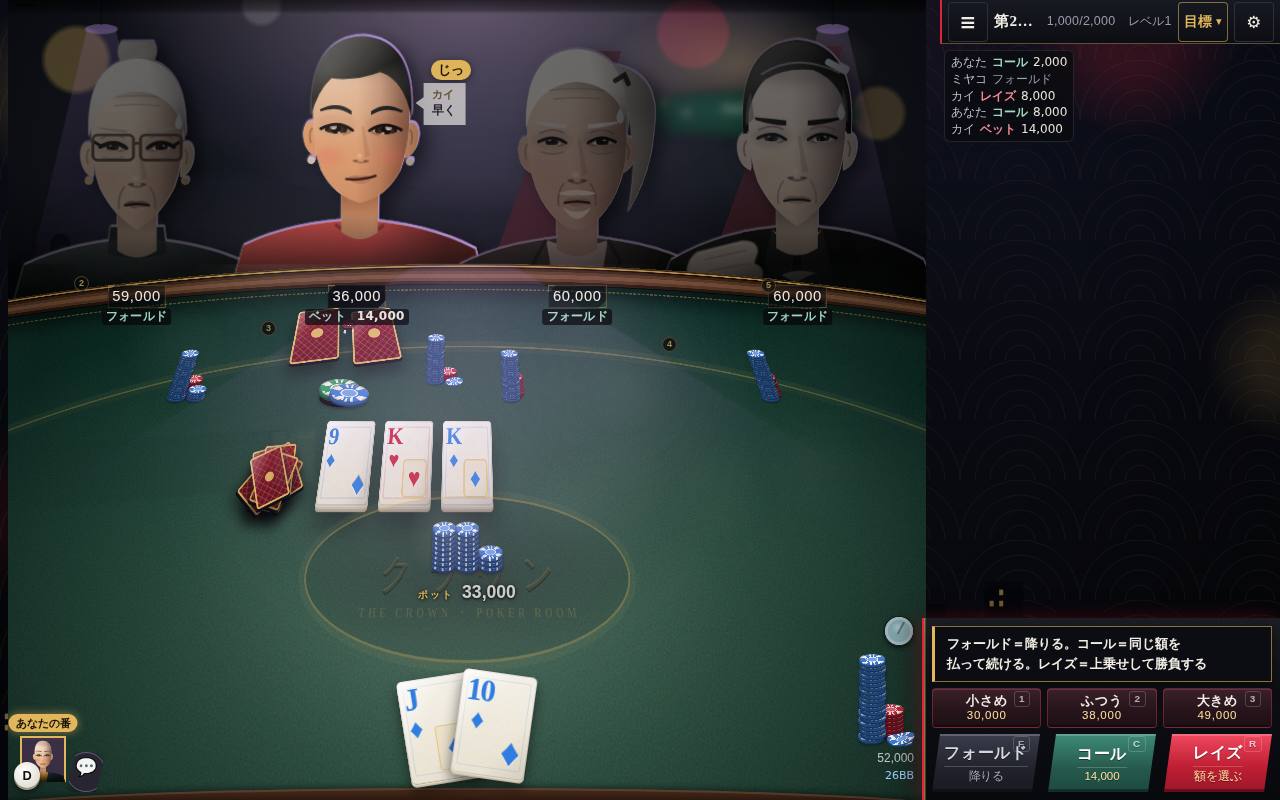 第2… 1,000/2,000 レベル1 目標▼
あなた コール 2,000
ミヤコ フォールド
カイ レイズ 8,000
あなた コール 8,000
カイ ベット 14,000
じっ
カイ
早く
2
59,000
フォールド
3
36,000
ベット 14,000
60,000
フォールド
4
5
60,000
フォールド
9
K
K
ポット 33,000
THE CROWN · POKER ROOM
J
10
あなたの番
D
52,000
26BB
フォールド＝降りる。コール＝同じ額を
払って続ける。レイズ＝上乗せして勝負する
小さめ 1
30,000
ふつう 2
38,000
大きめ 3
49,000
フォールド F
降りる
コール C
14,000
レイズ R
額を選ぶ